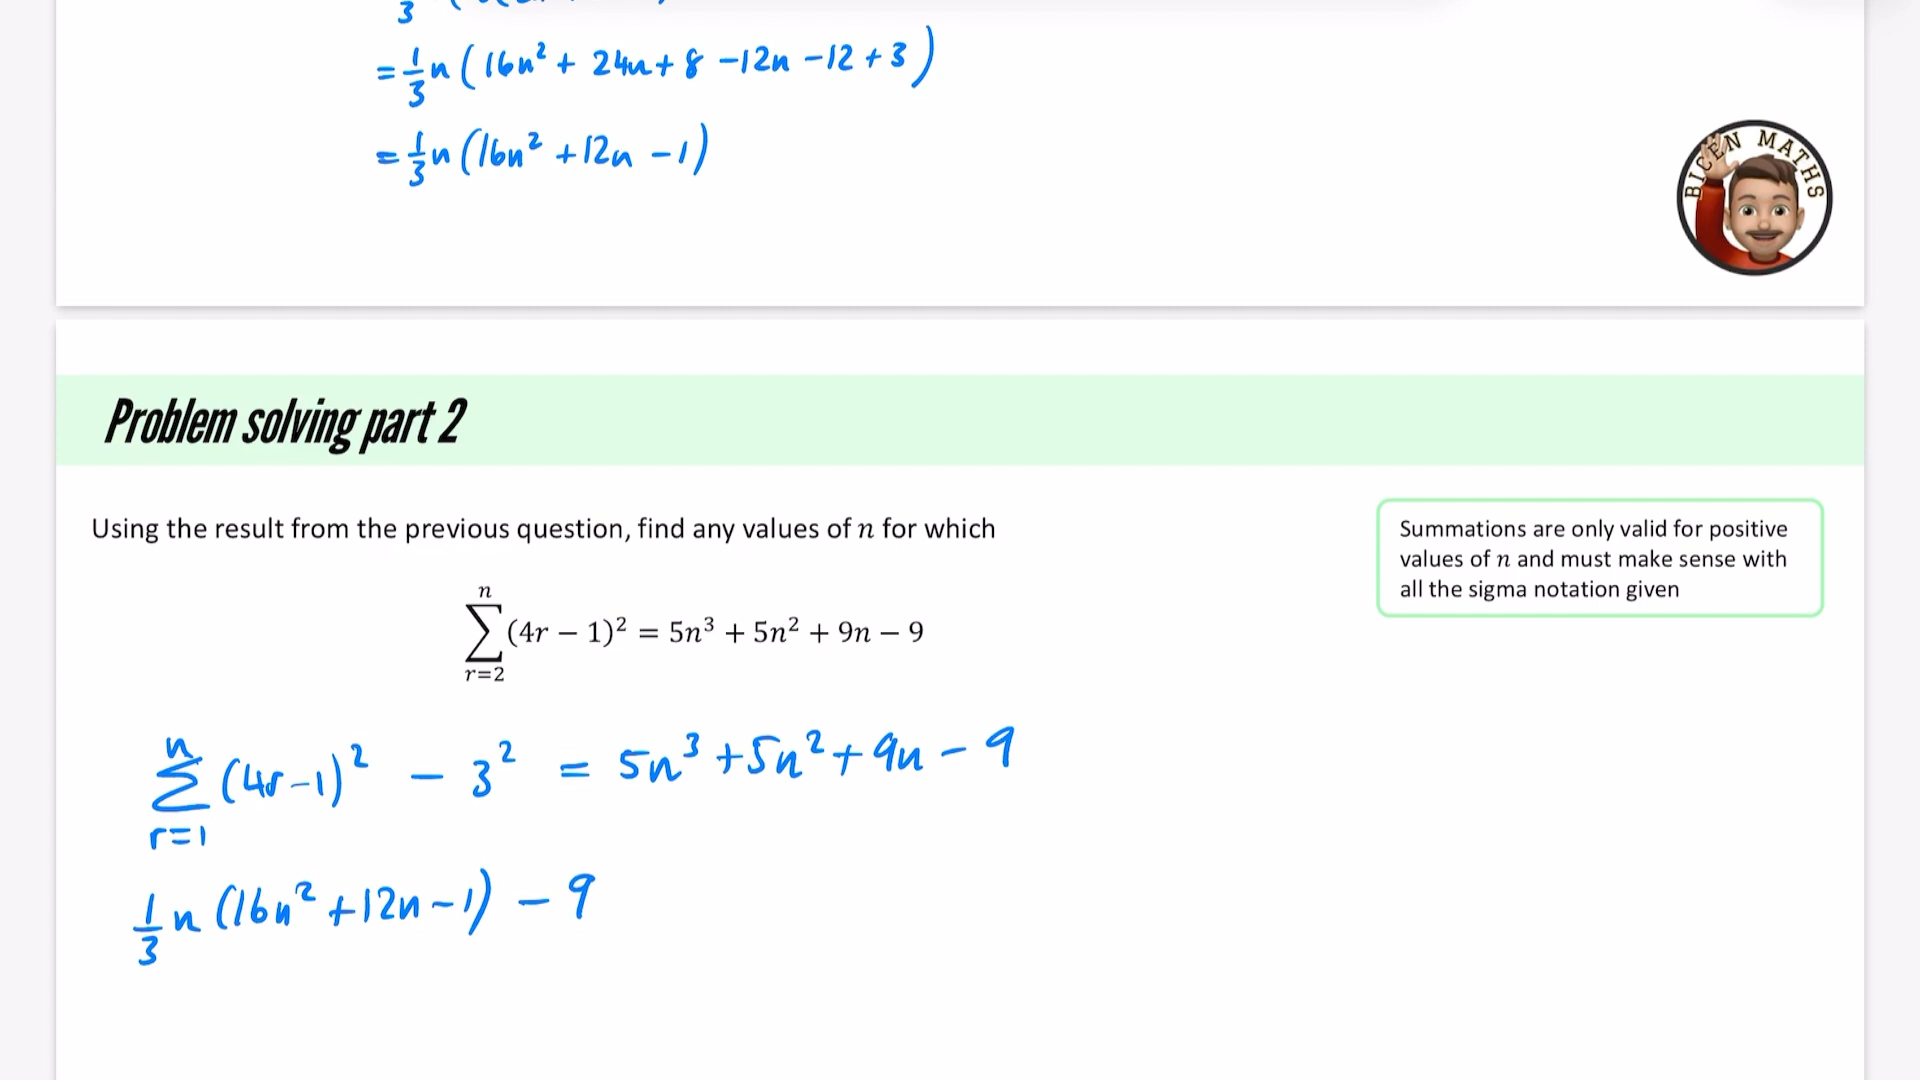 = 1/3 n (16n² + 24n + 8 − 12n − 12 + 3)
= 1/3 n (16n² + 12n − 1)
BICEN MATHS
Problem solving part 2
Using the result from the previous question, find any values of n for which
Summations are only valid for positive
values of n and must make sense with
all the sigma notation given
n
∑ (4r − 1)² = 5n³ + 5n² + 9n − 9
r=2
n
∑ (4r−1)² − 3² = 5n³ + 5n² + 9n − 9
r=1
1/3 n (16n² + 12n − 1) − 9